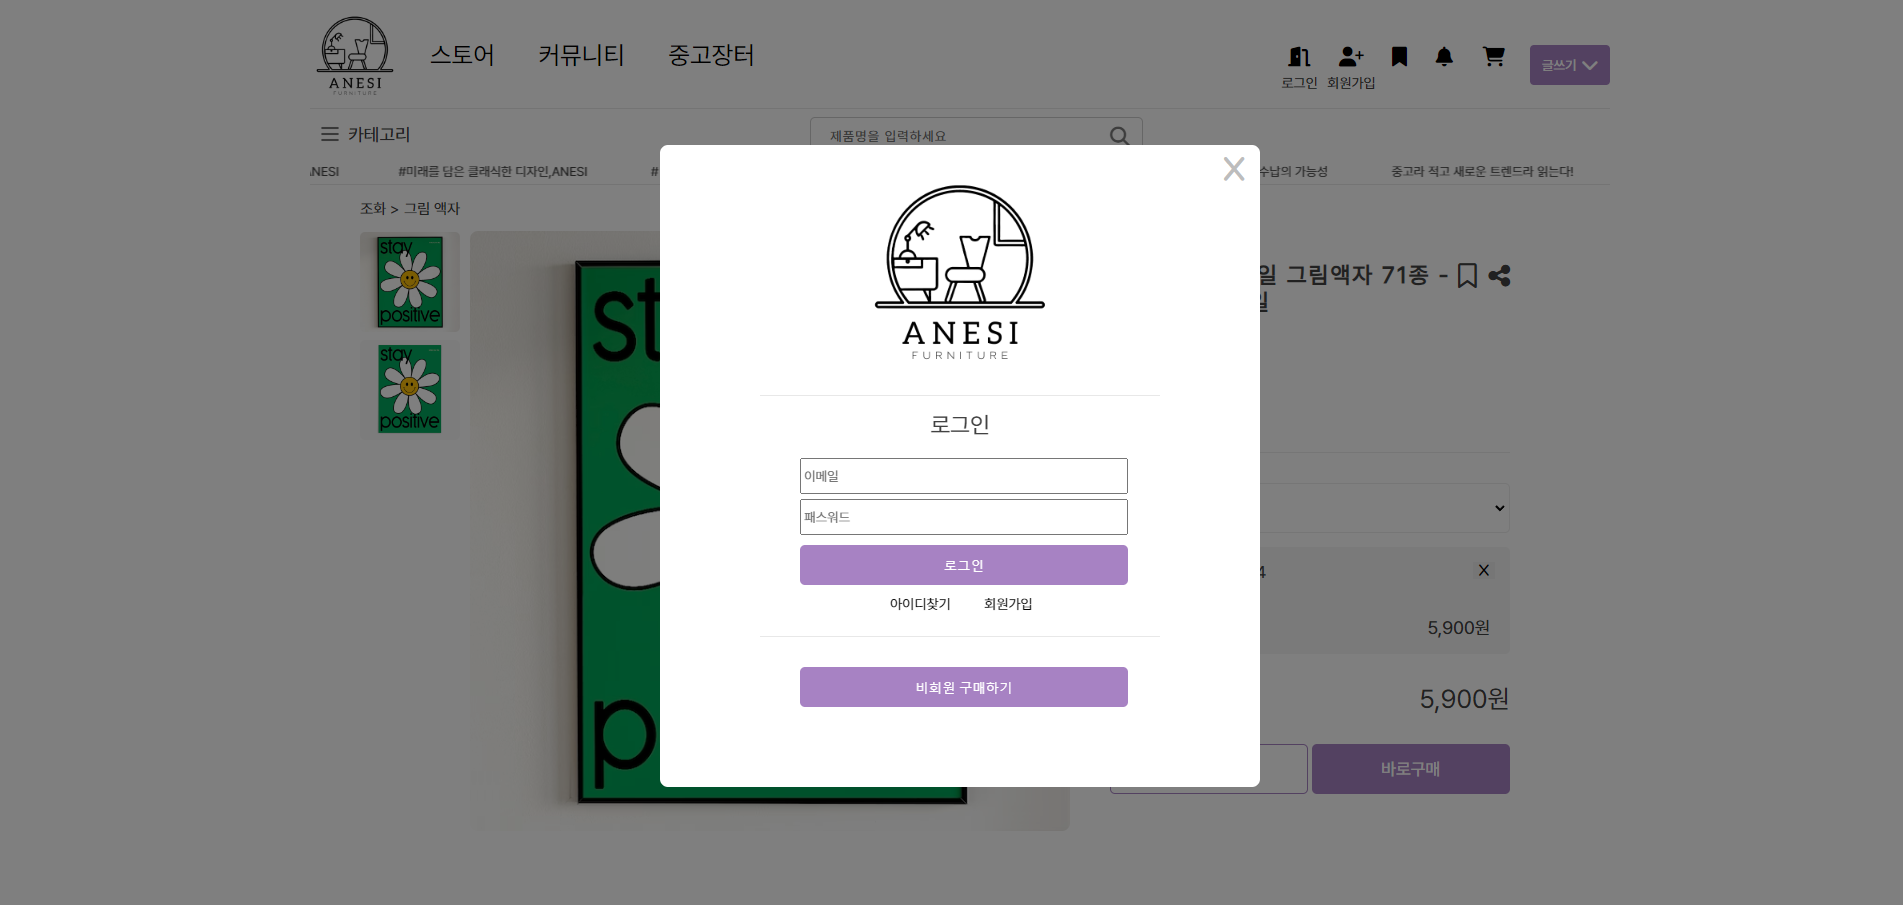 ANESI
FURNITURE
스토어
커뮤니티
중고장터
로그인
회원가입
글쓰기
카테고리
제품명을 입력하세요
ANESI
#미래를 담은 클래식한 디자인,ANESI
#
수납의 가능성
중고라 적고 새로운 트렌드라 읽는다!
조화 > 그림 액자
stay
positive
stay
positive
st
p
일 그림액자 71종 -
일
4
X
5,900원
5,900원
바로구매
X
ANESI
FURNITURE
로그인
이메일
패스워드
로그인
아이디찾기
회원가입
비회원 구매하기